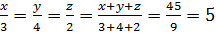 x/3 = y/4 = z/2 = x+y+z/3+4+2 = 45/9 = 5